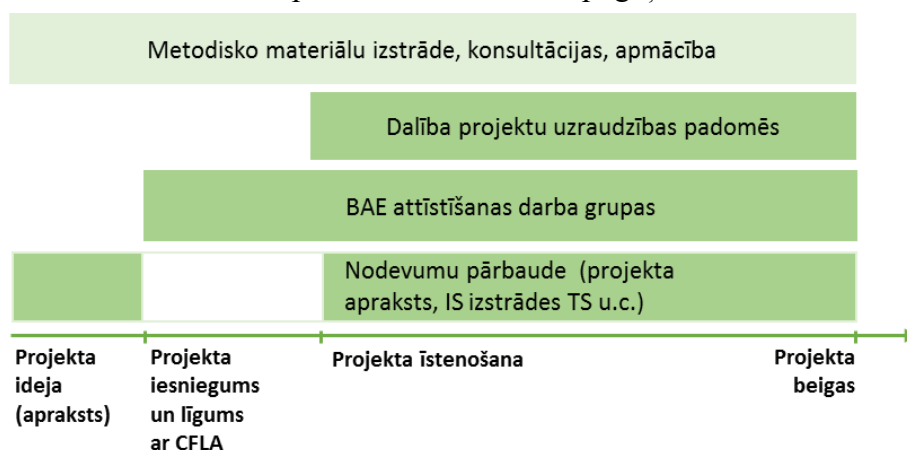 Metodisko materiālu izstrāde, konsultācijas, apmācība
Dalība projektu uzraudzības padomēs
BAE attīstīšanas darba grupas
Nodevumu pārbaude (projekta
apraksts, IS izstrādes TS u.c.)
Projekta
ideja
(apraksts)
Projekta
iesniegums
un līgums
ar CFLA
Projekta īstenošana
Projekta
beigas